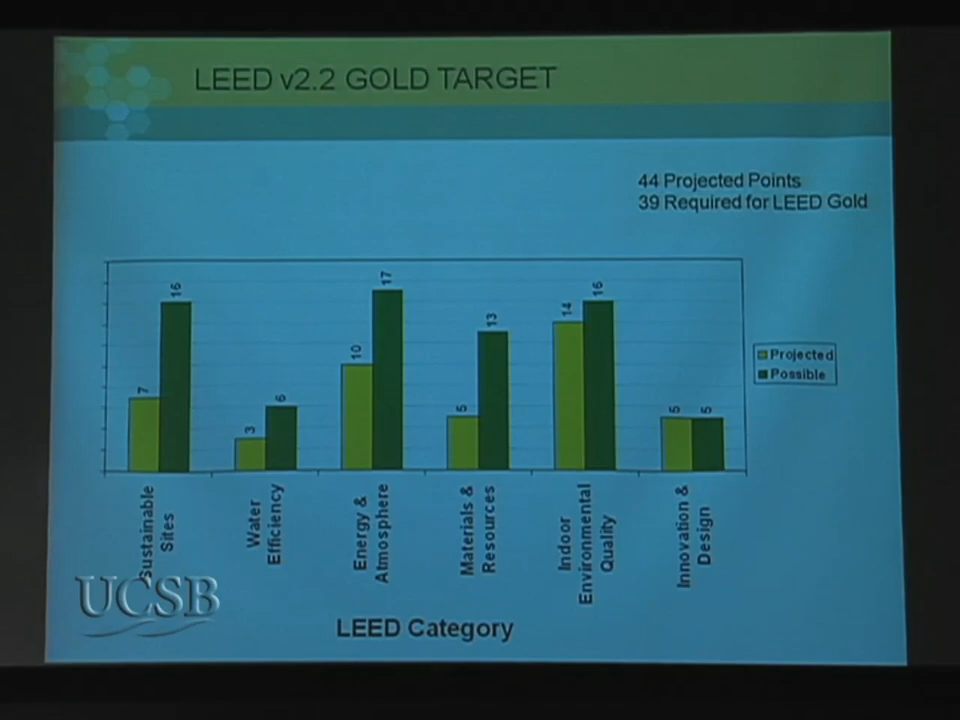 LEED v2.2 GOLD TARGET
44 Projected Points
39 Required for LEED Gold
7
16
3
6
10
17
5
13
14
16
5
5
Projected
Possible
Sustainable
Sites
Water
Efficiency
Energy &
Atmosphere
Materials &
Resources
Indoor
Environmental
Quality
Innovation &
Design
UCSB
LEED Category